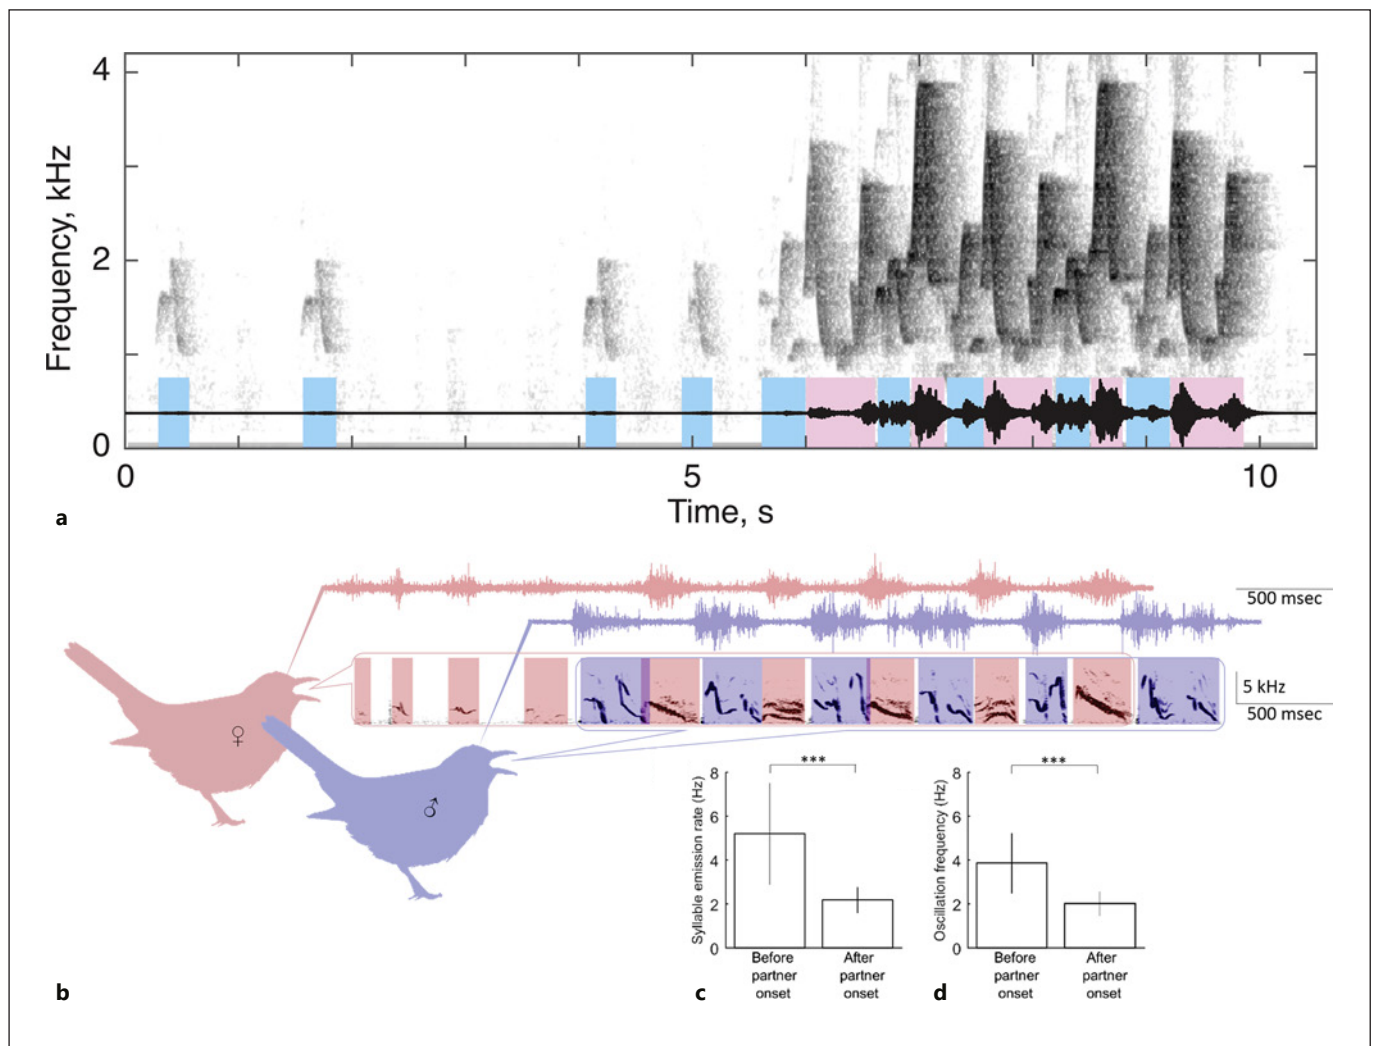 Frequency, kHz
4
2
0
0
5
10
Time, s
a
500 msec
5 kHz
500 msec
♀
♂
b
Syllable emission rate (Hz)
8
6
4
2
0
***
Before
partner
onset
After
partner
onset
c
Oscillation frequency (Hz)
8
6
4
2
0
***
Before
partner
onset
After
partner
onset
d